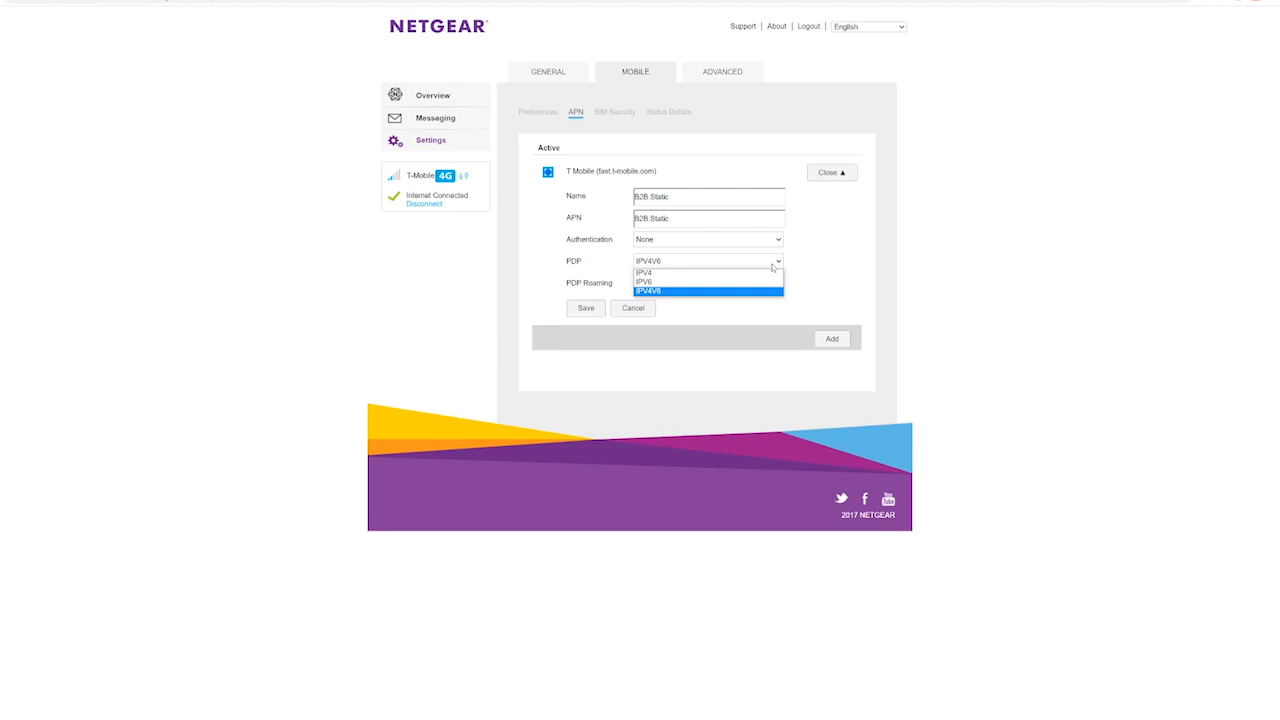 NETGEAR
Support About Logout English
GENERAL MOBILE ADVANCED
Overview
Messaging
Settings
T-Mobile 4G
Internet Connected
Disconnect
Preferences APN SIM Security Status Details
Active
T Mobile (fast.t-mobile.com) Close ▲
Name B2B.Static
APN B2B.Static
Authentication None
PDP IPV4V6
IPV4
IPV6
IPV4V6
PDP Roaming
Save Cancel
Add
You Tube
2017 NETGEAR